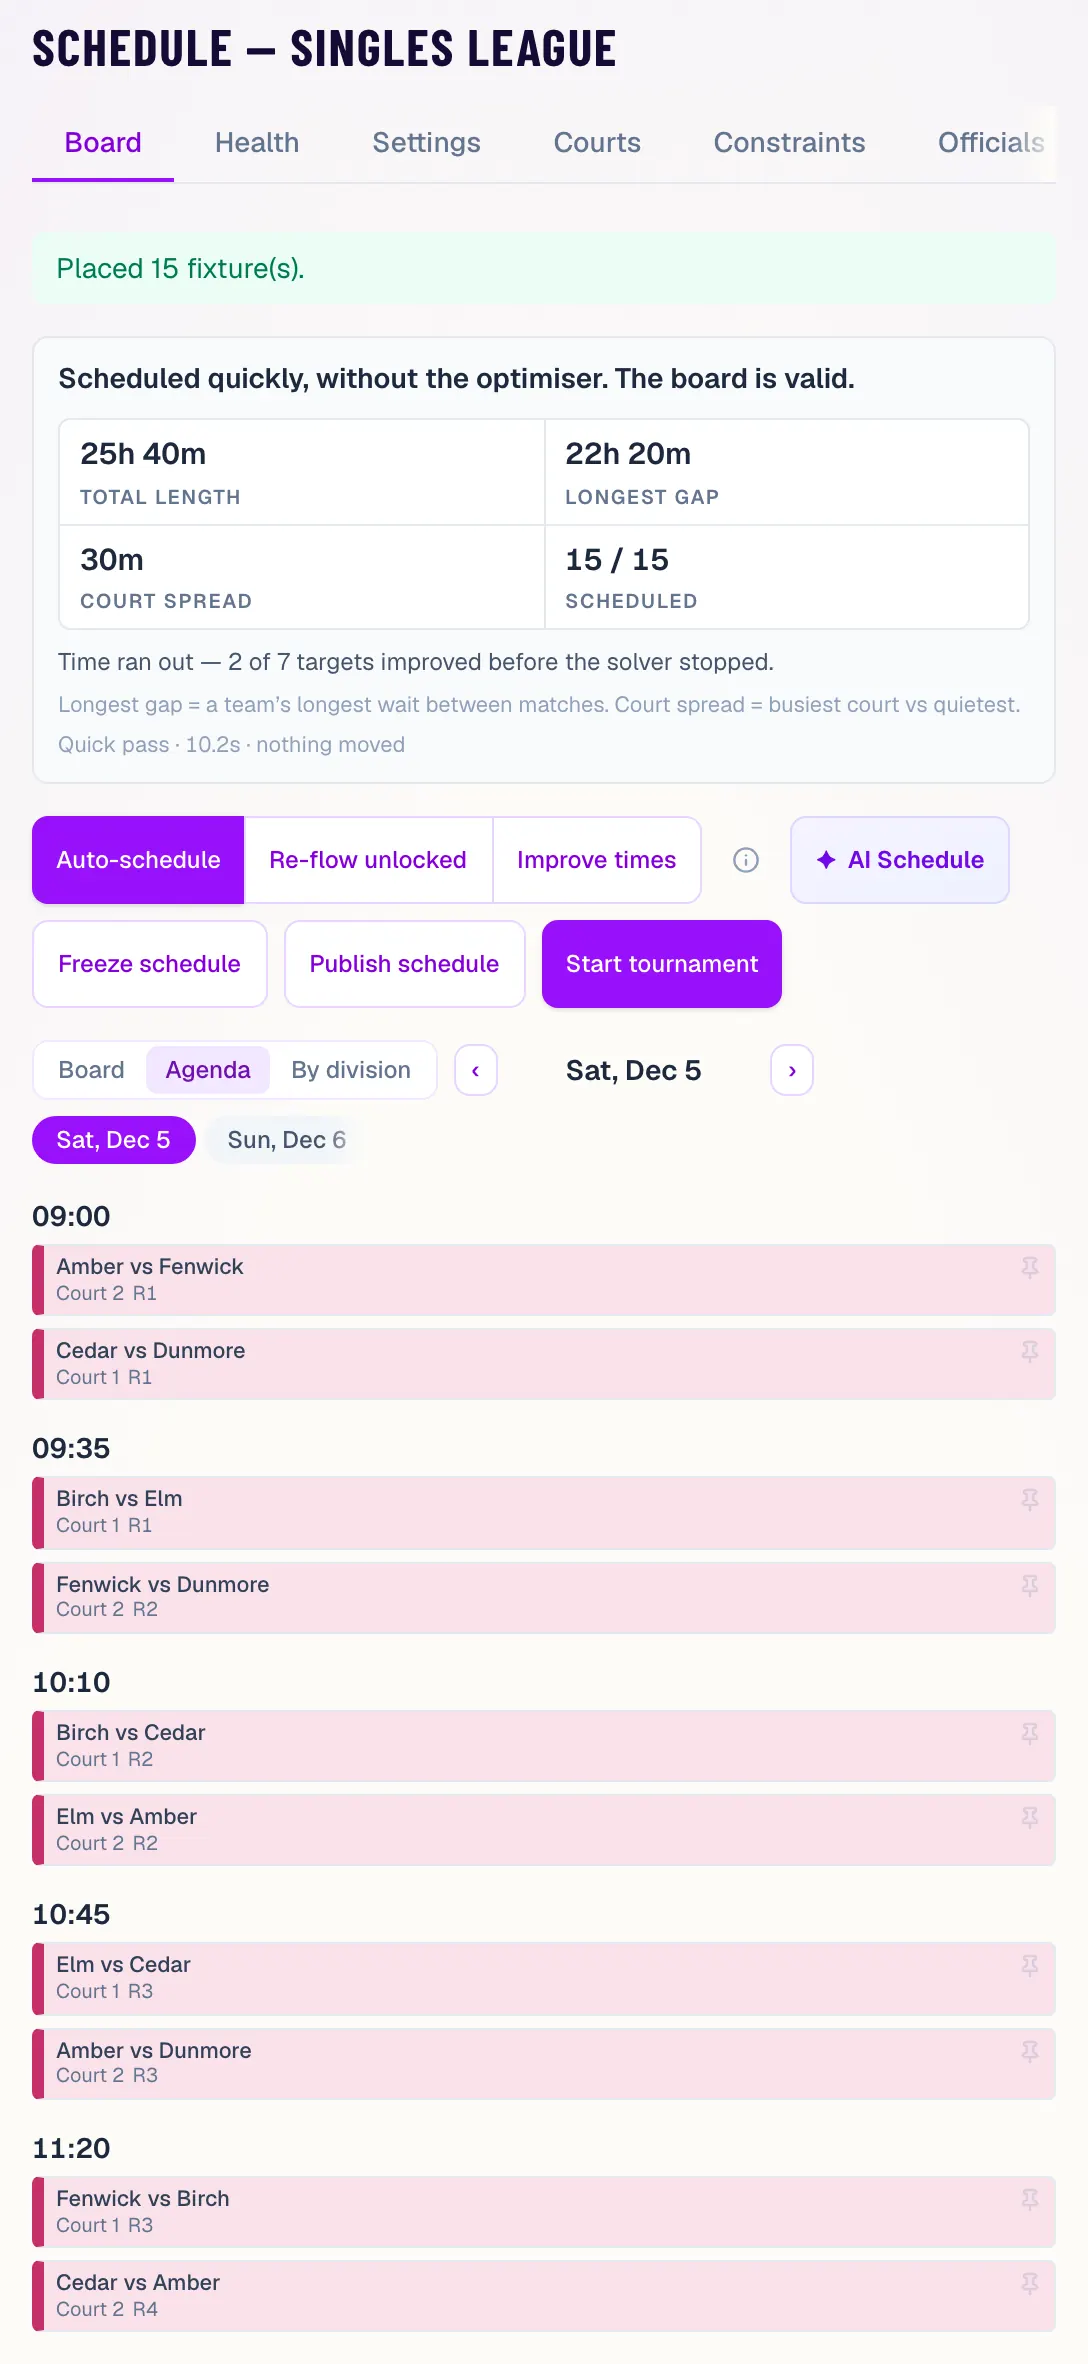 SCHEDULE — SINGLES LEAGUE
Board Health Settings Courts Constraints Officials
Placed 15 fixture(s).
Scheduled quickly, without the optimiser. The board is valid.
25h 40m
TOTAL LENGTH
22h 20m
LONGEST GAP
30m
COURT SPREAD
15 / 15
SCHEDULED
Time ran out — 2 of 7 targets improved before the solver stopped.
Longest gap = a team’s longest wait between matches. Court spread = busiest court vs quietest.
Quick pass · 10.2s · nothing moved
Auto-schedule Re-flow unlocked Improve times AI Schedule
Freeze schedule Publish schedule Start tournament
Board Agenda By division ‹ Sat, Dec 5 ›
Sat, Dec 5 Sun, Dec 6
09:00
Amber vs Fenwick
Court 2 R1
Cedar vs Dunmore
Court 1 R1
09:35
Birch vs Elm
Court 1 R1
Fenwick vs Dunmore
Court 2 R2
10:10
Birch vs Cedar
Court 1 R2
Elm vs Amber
Court 2 R2
10:45
Elm vs Cedar
Court 1 R3
Amber vs Dunmore
Court 2 R3
11:20
Fenwick vs Birch
Court 1 R3
Cedar vs Amber
Court 2 R4